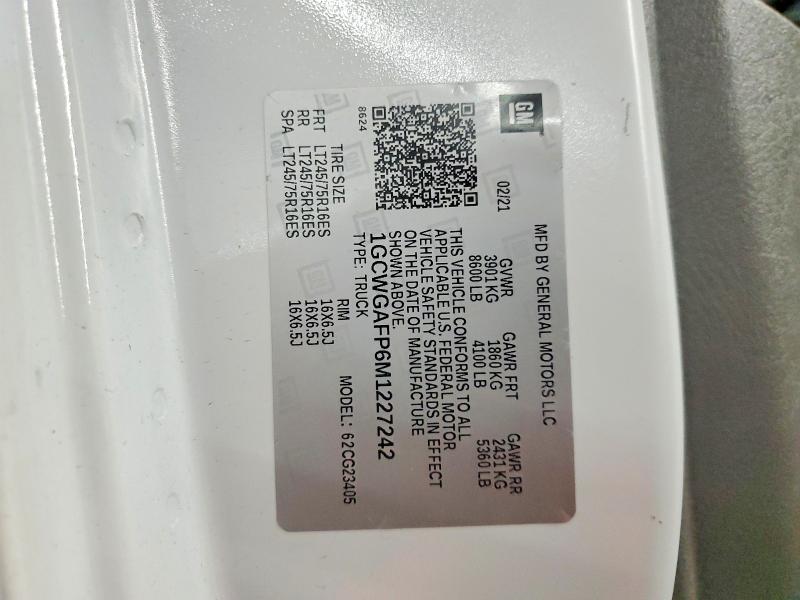 GM
MFD BY GENERAL MOTORS LLC
02/21
GVWR GAWR FRT GAWR RR
3901 KG 1860 KG 2431 KG
8600 LB 4100 LB 5360 LB
THIS VEHICLE CONFORMS TO ALL
APPLICABLE U.S. FEDERAL MOTOR
VEHICLE SAFETY STANDARDS IN EFFECT
ON THE DATE OF MANUFACTURE
SHOWN ABOVE.
1GCWGAFP6M1227242
8624
TYPE: TRUCK
MODEL: 62CG23405
TIRE SIZE RIM
FRT LT245/75R16ES 16X6.5J
RR LT245/75R16ES 16X6.5J
SPA LT245/75R16ES 16X6.5J